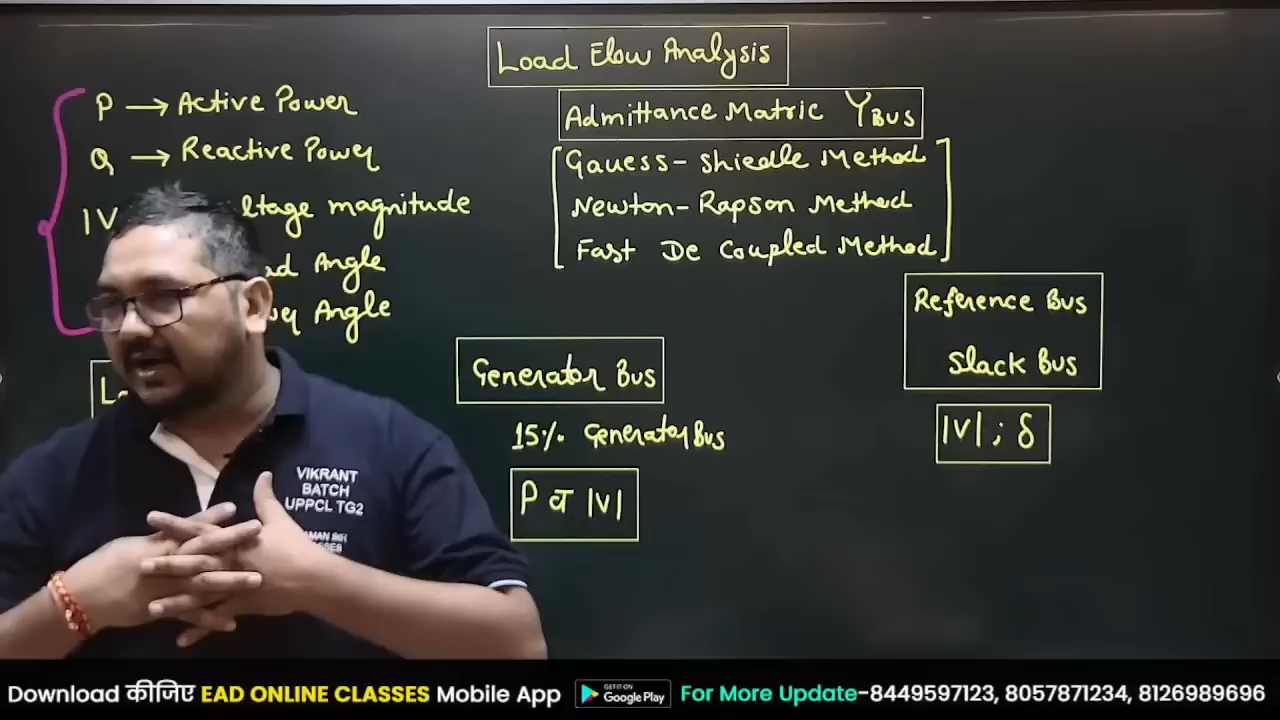 Load Flow Analysis
P → Active Power
Q → Reactive Power
|V ltage magnitude
ad Angle
Angle
Admittance Matric YBus
Gauess-Shiedle Method
Newton-Rapson Method
Fast De Coupled Method
Generator Bus
15% Generator Bus
P व |V|
Reference Bus
Slack Bus
|V| ; δ
VIKRANT
BATCH
UPPCL TG2
Download कीजिए EAD ONLINE CLASSES Mobile App GET IT ON Google Play For More Update-8449597123, 8057871234, 8126989696